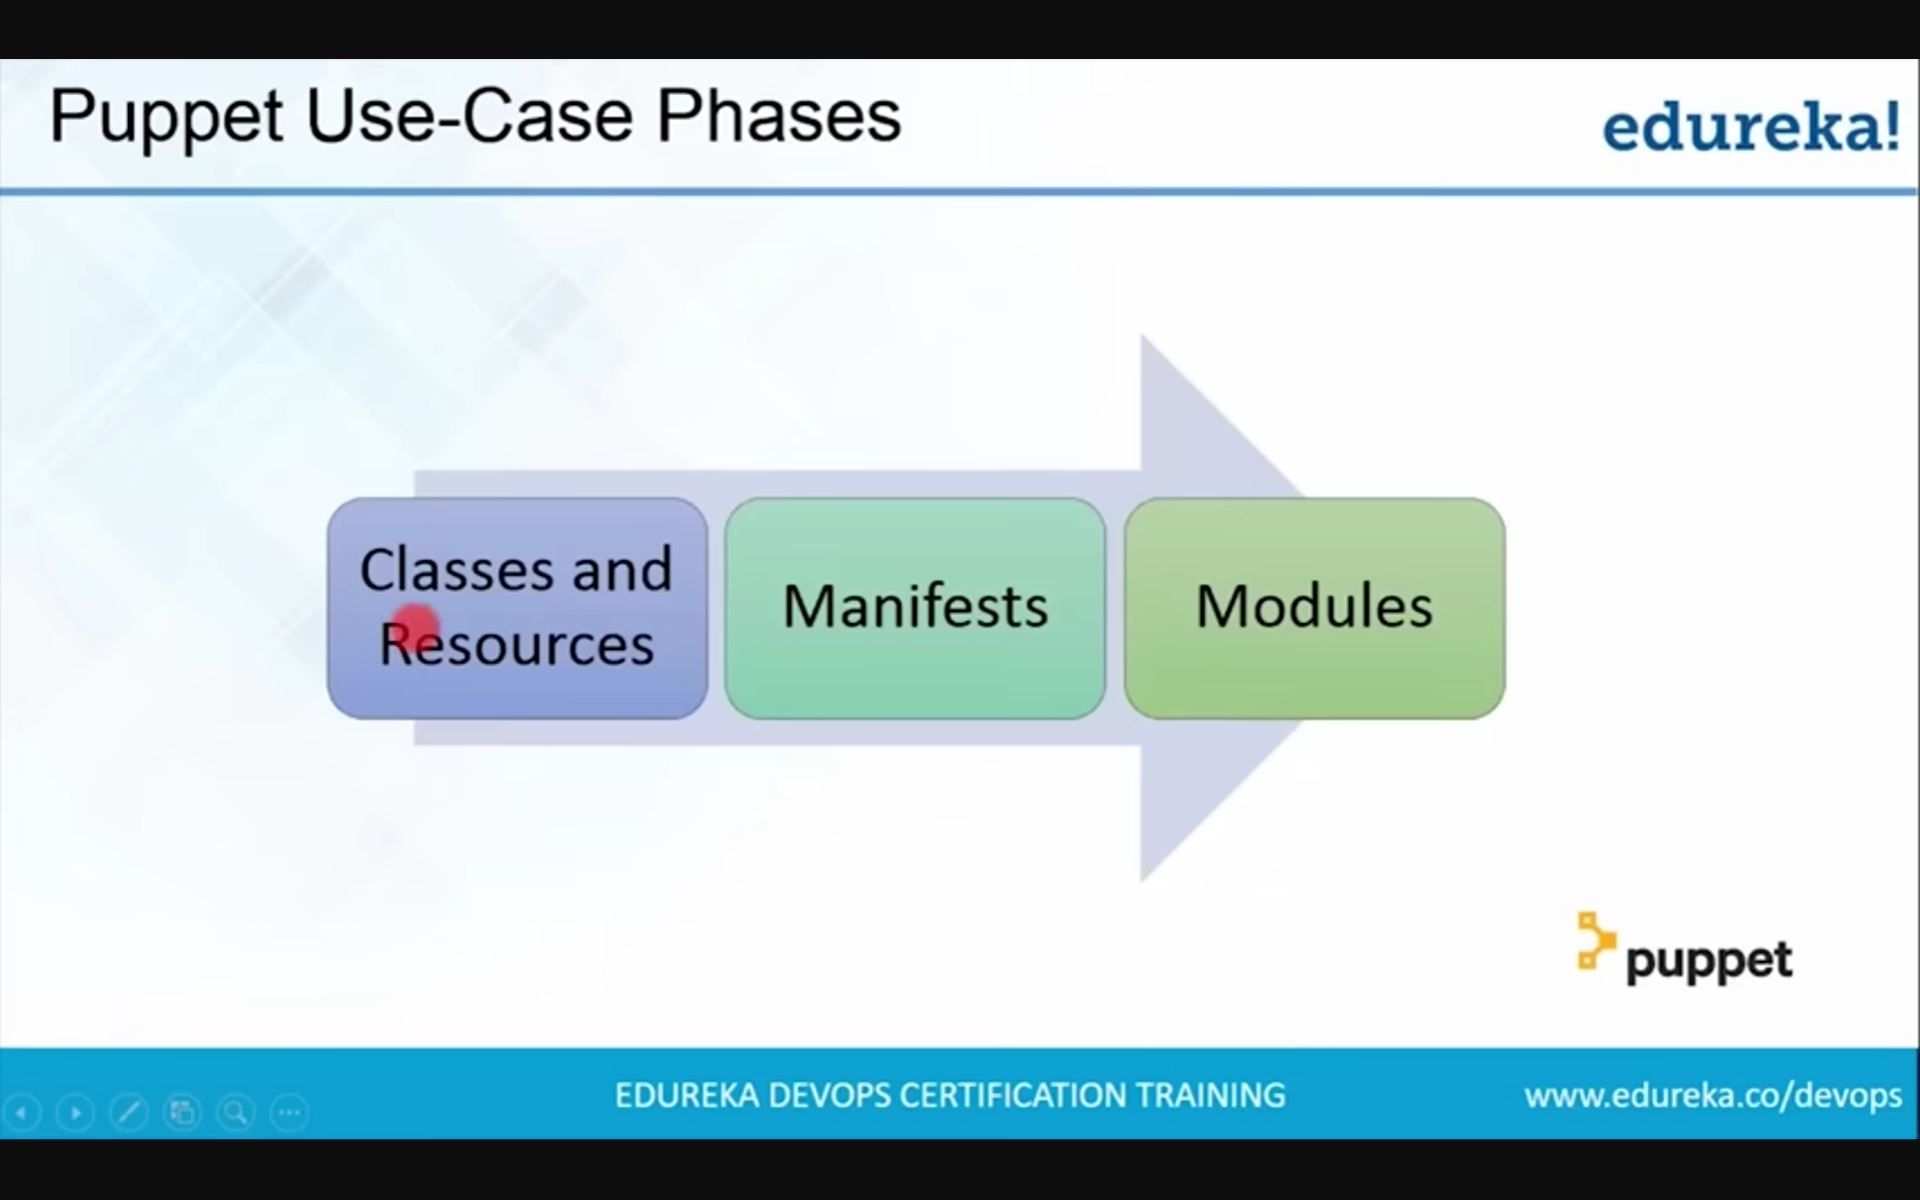 Puppet Use-Case Phases
edureka!
Classes and
Resources
Manifests
Modules
puppet
EDUREKA DEVOPS CERTIFICATION TRAINING
www.edureka.co/devops